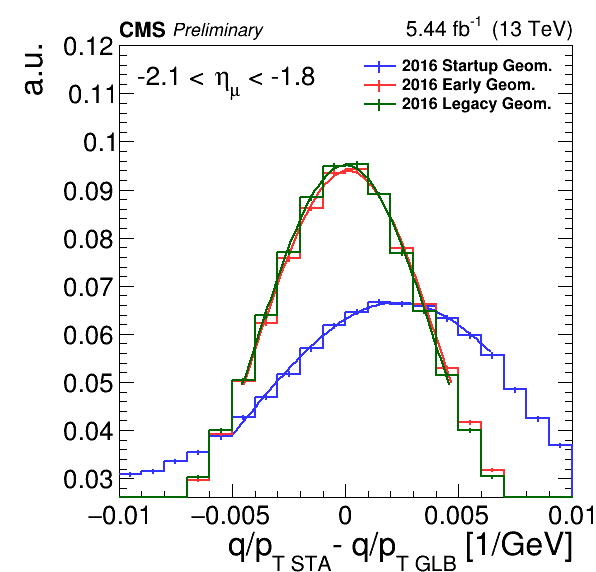 CMS Preliminary 5.44 fb-1 (13 TeV)
a.u.
-2.1 < ημ < -1.8
2016 Startup Geom.
2016 Early Geom.
2016 Legacy Geom.
0.12
0.11
0.1
0.09
0.08
0.07
0.06
0.05
0.04
0.03
−0.01 −0.005 0 0.005 0.01
q/pT STA - q/pT GLB [1/GeV]